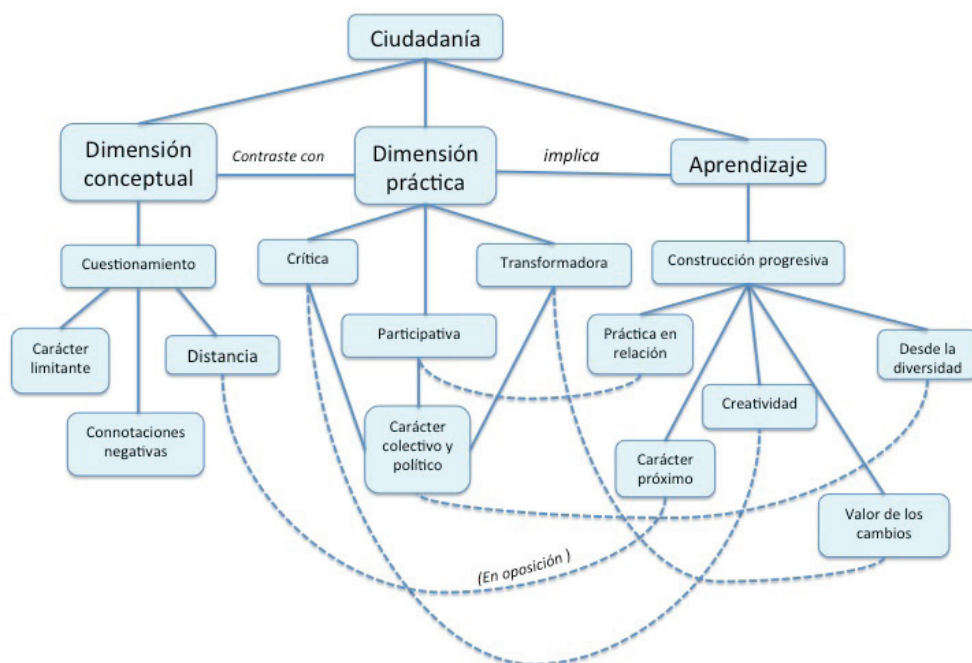 Ciudadanía
Dimensión
conceptual
Contraste con
Dimensión
práctica
implica
Aprendizaje
Cuestionamiento
Crítica
Transformadora
Construcción progresiva
Carácter
limitante
Distancia
Participativa
Práctica en
relación
Desde la
diversidad
Connotaciones
negativas
Carácter
colectivo y
político
Creatividad
Carácter
próximo
Valor de los
cambios
(En oposición )